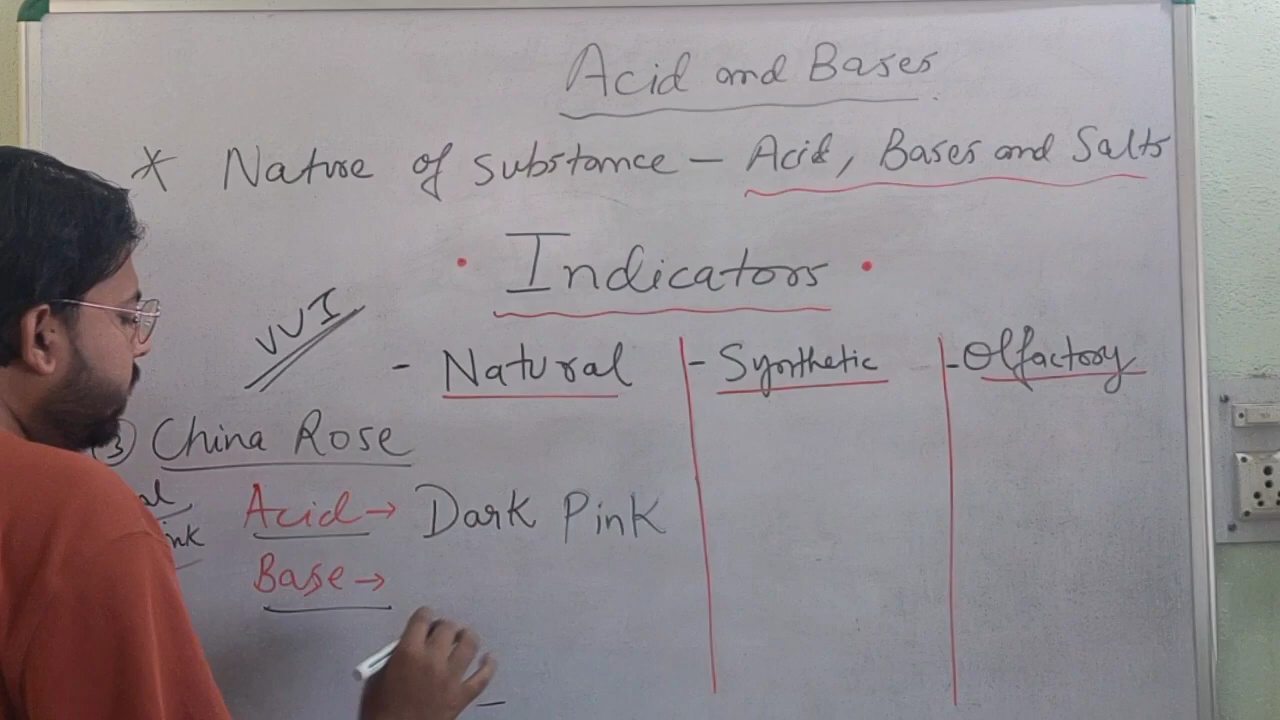 Acid and Bases
* Nature of substance - Acid, Bases and Salts
• Indicators •
VVI
- Natural - Synthetic - Olfactory
3) China Rose
Acid → Dark Pink
Base →